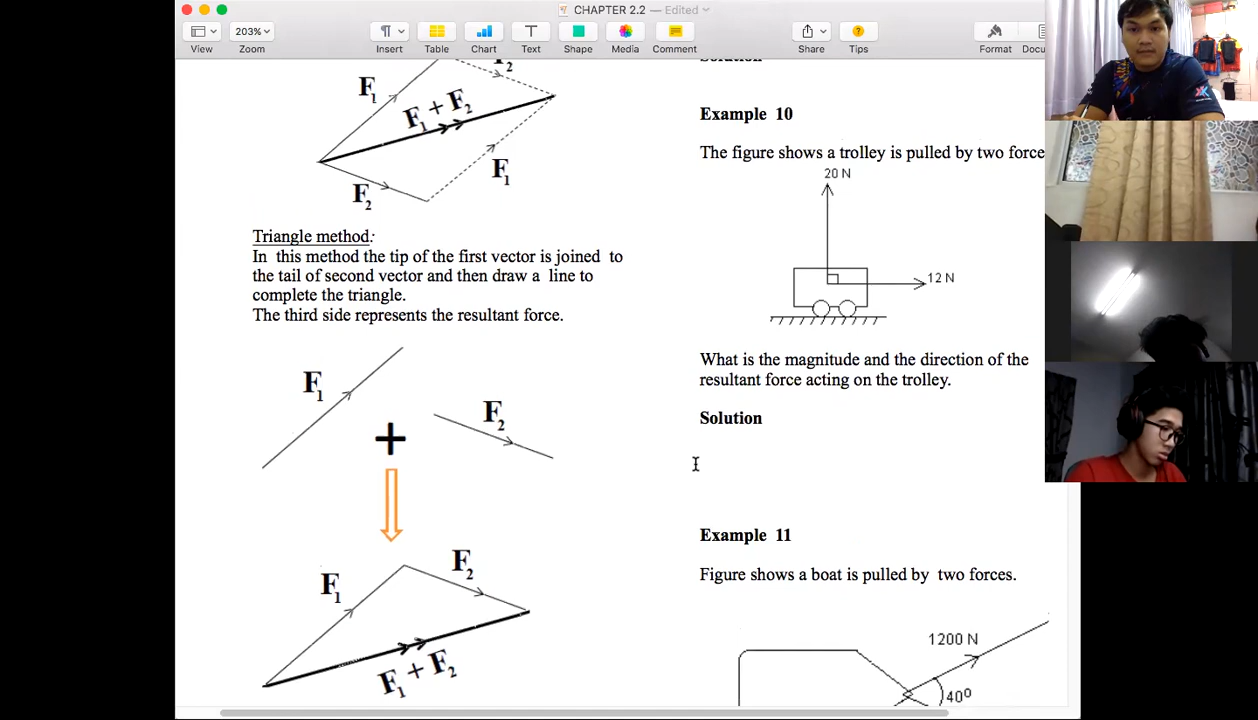 CHAPTER 2.2 — Edited
203%
View
Zoom
Insert
Table
Chart
Text
Shape
Media
Comment
Share
Tips
Format
Docu
F2
F1
F1 + F2
F1
F2
Triangle method:
In this method the tip of the first vector is joined to
the tail of second vector and then draw a line to
complete the triangle.
The third side represents the resultant force.
F1
F2
+
F2
F1
F1 + F2
Solution
Example 10
The figure shows a trolley is pulled by two force
20 N
12 N
What is the magnitude and the direction of the
resultant force acting on the trolley.
Solution
Example 11
Figure shows a boat is pulled by two forces.
1200 N
40⁰